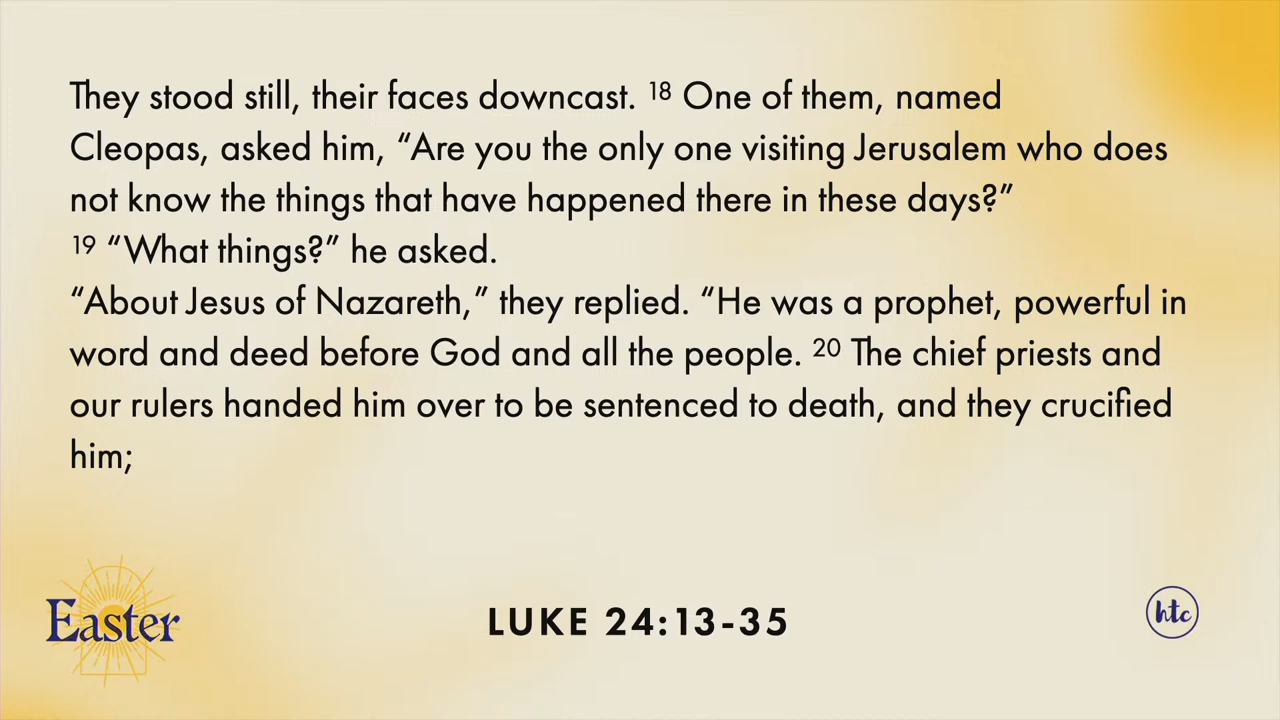 They stood still, their faces downcast. 18 One of them, named
Cleopas, asked him, “Are you the only one visiting Jerusalem who does
not know the things that have happened there in these days?”
19 “What things?” he asked.
“About Jesus of Nazareth,” they replied. “He was a prophet, powerful in
word and deed before God and all the people. 20 The chief priests and
our rulers handed him over to be sentenced to death, and they crucified
him;
Easter
LUKE 24:13-35
htc